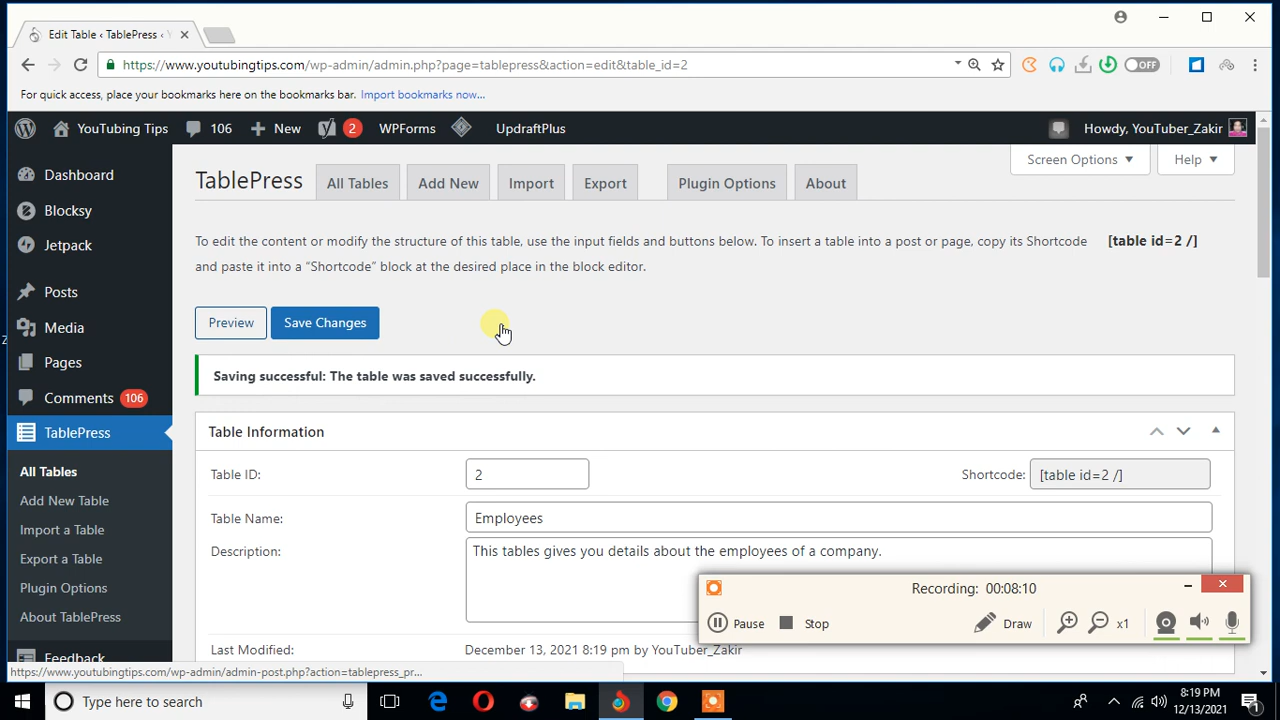 Edit Table ‹ TablePress ‹ Y
https://www.youtubingtips.com/wp-admin/admin.php?page=tablepress&action=edit&table_id=2
OFF
For quick access, place your bookmarks here on the bookmarks bar. Import bookmarks now...
YouTubing Tips 106 New 2 WPForms UpdraftPlus Howdy, YouTuber_Zakir
Screen Options Help
Dashboard
Blocksy
Jetpack
Posts
Media
Pages
Comments 106
TablePress
All Tables
Add New Table
Import a Table
Export a Table
Plugin Options
About TablePress
Feedback
TablePress All Tables Add New Import Export Plugin Options About
To edit the content or modify the structure of this table, use the input fields and buttons below. To insert a table into a post or page, copy its Shortcode [table id=2 /]
and paste it into a “Shortcode” block at the desired place in the block editor.
Preview Save Changes
Saving successful: The table was saved successfully.
Table Information
Table ID: 2 Shortcode: [table id=2 /]
Table Name: Employees
Description: This tables gives you details about the employees of a company.
Last Modified: December 13, 2021 8:19 pm by YouTuber_Zakir
Recording: 00:08:10
Pause Stop Draw x1
https://www.youtubingtips.com/wp-admin/admin-post.php?action=tablepress_pr...
Type here to search
8:19 PM
12/13/2021
1